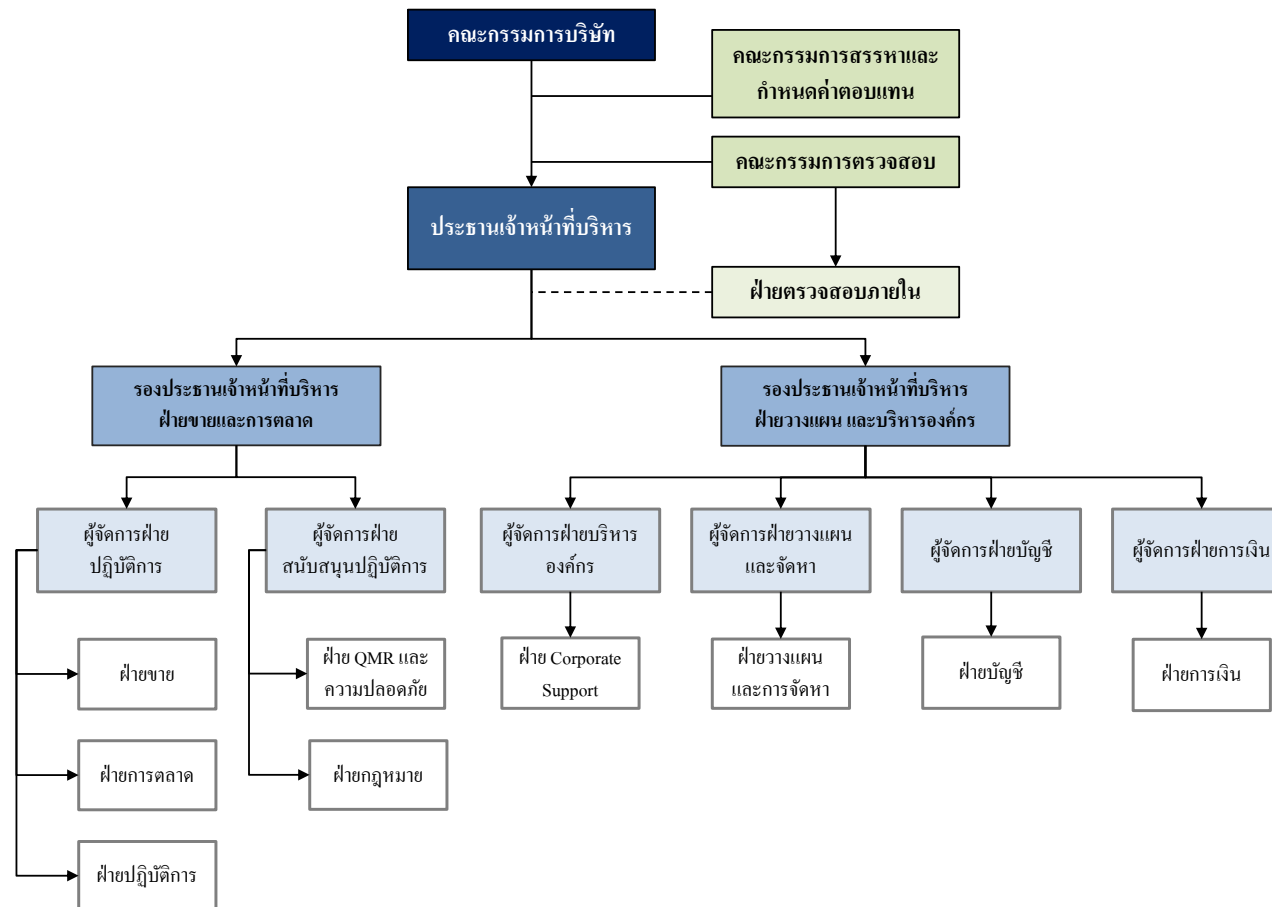 คณะกรรมการบริษัท
คณะกรรมการสรรหาและ
กำหนดค่าตอบแทน
คณะกรรมการตรวจสอบ
ประธานเจ้าหน้าที่บริหาร
ฝ่ายตรวจสอบภายใน
รองประธานเจ้าหน้าที่บริหาร
ฝ่ายขายและการตลาด
รองประธานเจ้าหน้าที่บริหาร
ฝ่ายวางแผน และบริหารองค์กร
ผู้จัดการฝ่าย
ปฏิบัติการ
ผู้จัดการฝ่าย
สนับสนุนปฏิบัติการ
ผู้จัดการฝ่ายบริหาร
องค์กร
ผู้จัดการฝ่ายวางแผน
และจัดหา
ผู้จัดการฝ่ายบัญชี
ผู้จัดการฝ่ายการเงิน
ฝ่ายขาย
ฝ่าย QMR และ
ความปลอดภัย
ฝ่าย Corporate
Support
ฝ่ายวางแผน
และการจัดหา
ฝ่ายบัญชี
ฝ่ายการเงิน
ฝ่ายการตลาด
ฝ่ายกฎหมาย
ฝ่ายปฏิบัติการ